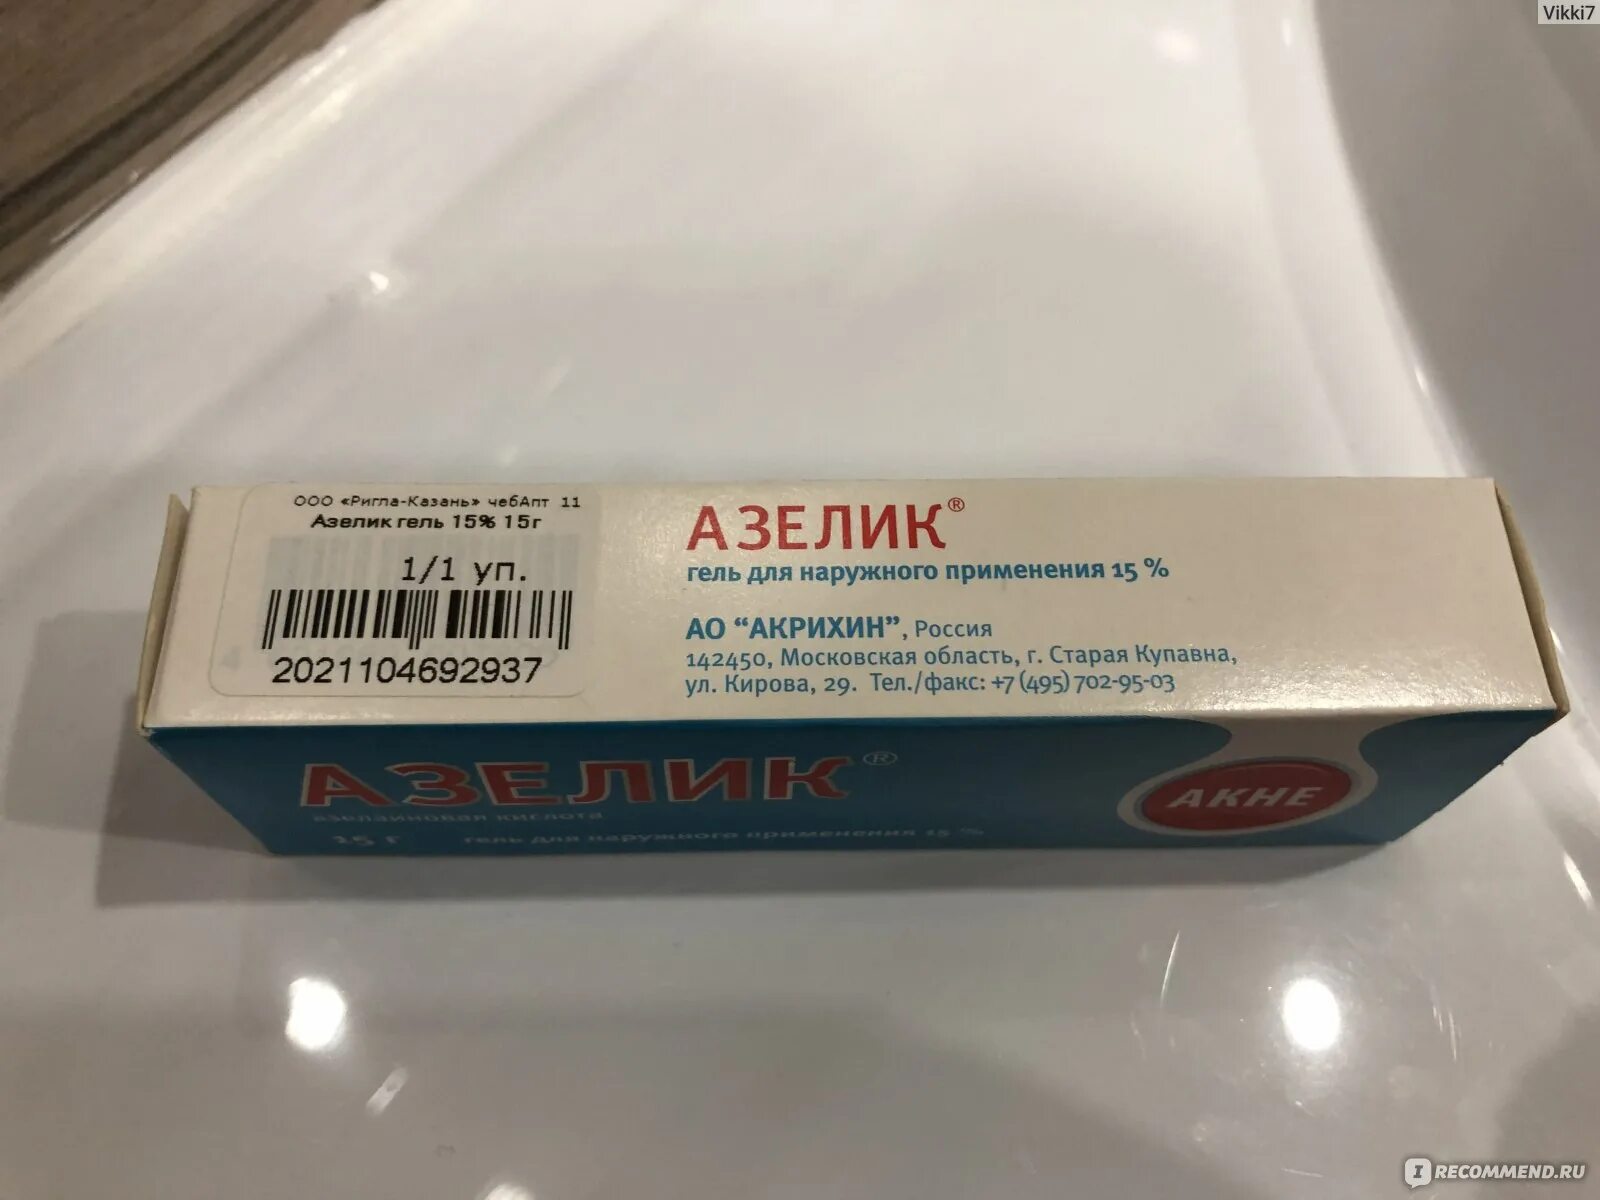 Vikki7
ООО «Ригла-Казань» чебАпт 11
Азелик гель 15% 15г
1/1 уп.
2021104692937
АЗЕЛИК®
гель для наружного применения 15 %
АО “АКРИХИН”, Россия
142450, Московская область, г. Старая Купавна,
ул. Кирова, 29. Тел./факс: +7 (495) 702-95-03
АЗЕЛИК®
азелаиновая кислота
15 г гель для наружного применения 15 %
АКНЕ
IRECOMMEND.RU